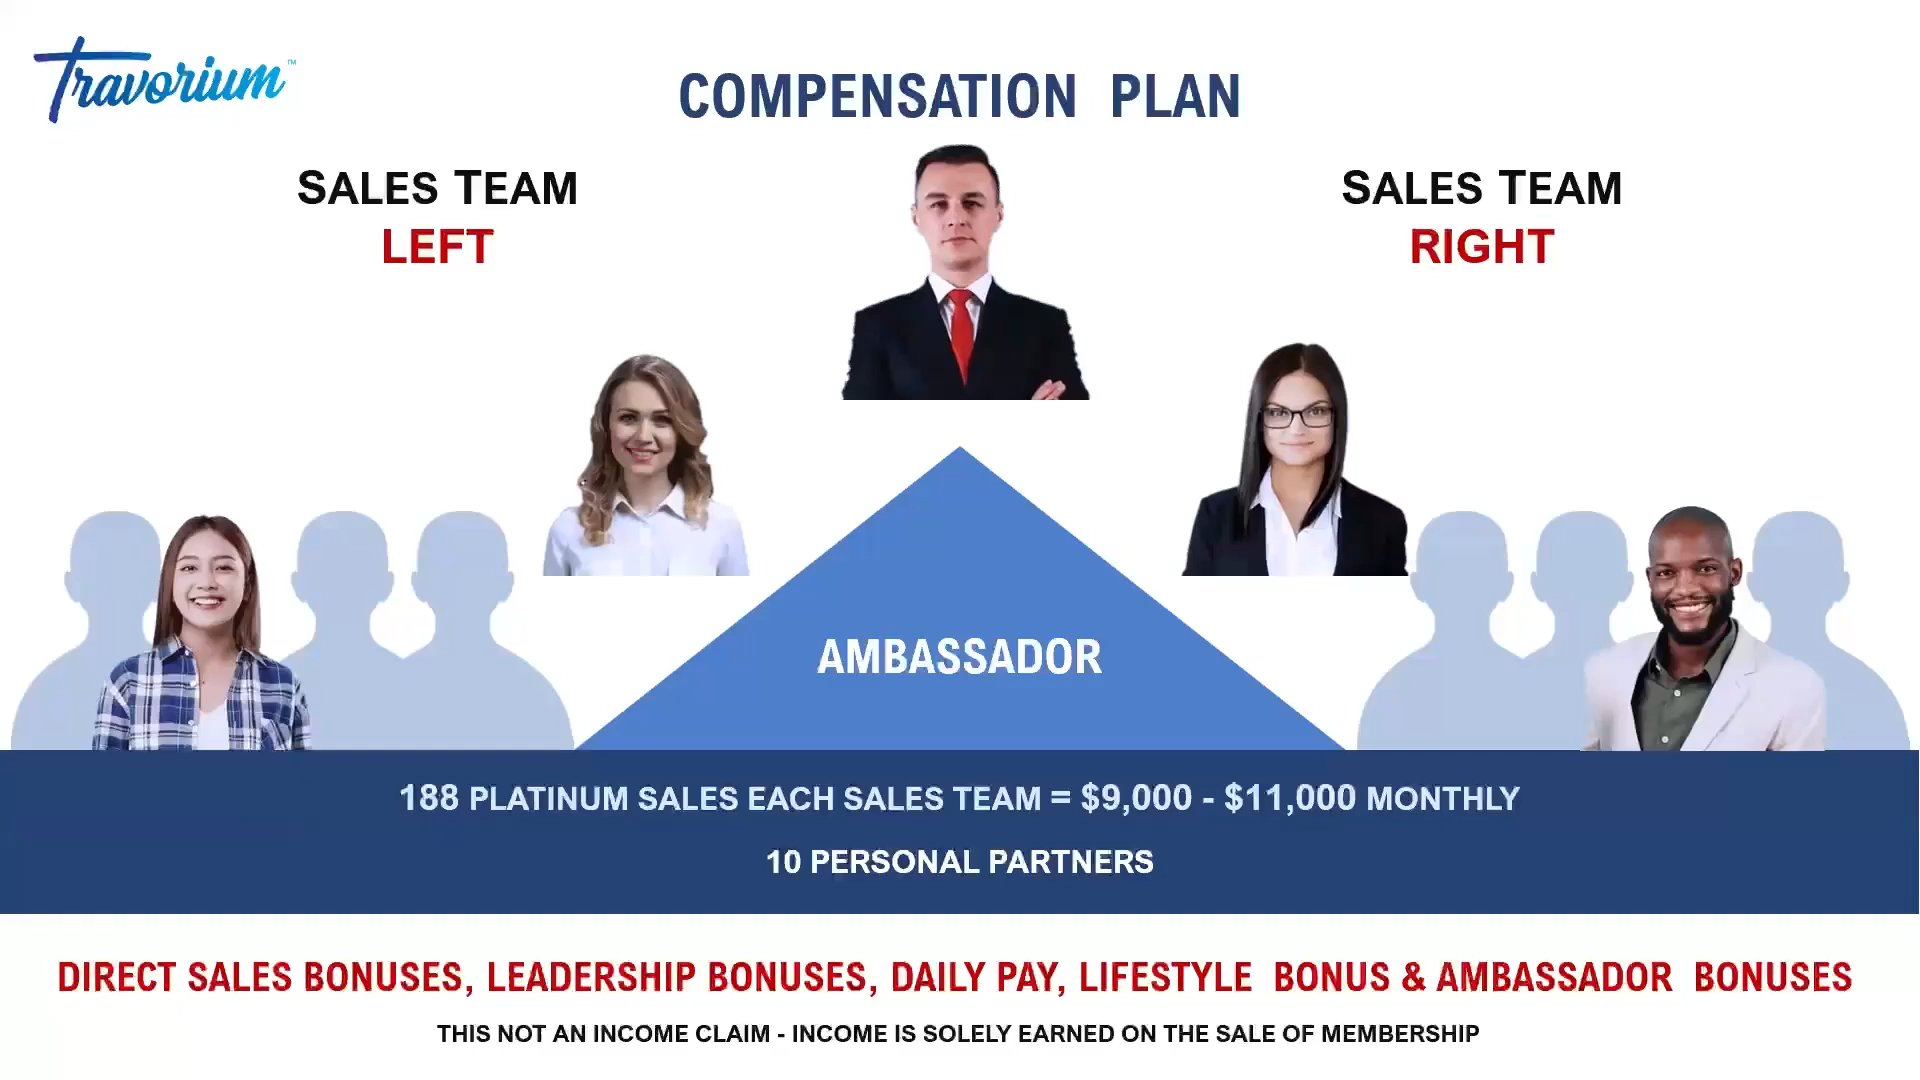 Travorium™
COMPENSATION PLAN
SALES TEAM
LEFT
SALES TEAM
RIGHT
AMBASSADOR
188 PLATINUM SALES EACH SALES TEAM = $9,000 - $11,000 MONTHLY
10 PERSONAL PARTNERS
DIRECT SALES BONUSES, LEADERSHIP BONUSES, DAILY PAY, LIFESTYLE BONUS & AMBASSADOR BONUSES
THIS NOT AN INCOME CLAIM - INCOME IS SOLELY EARNED ON THE SALE OF MEMBERSHIP